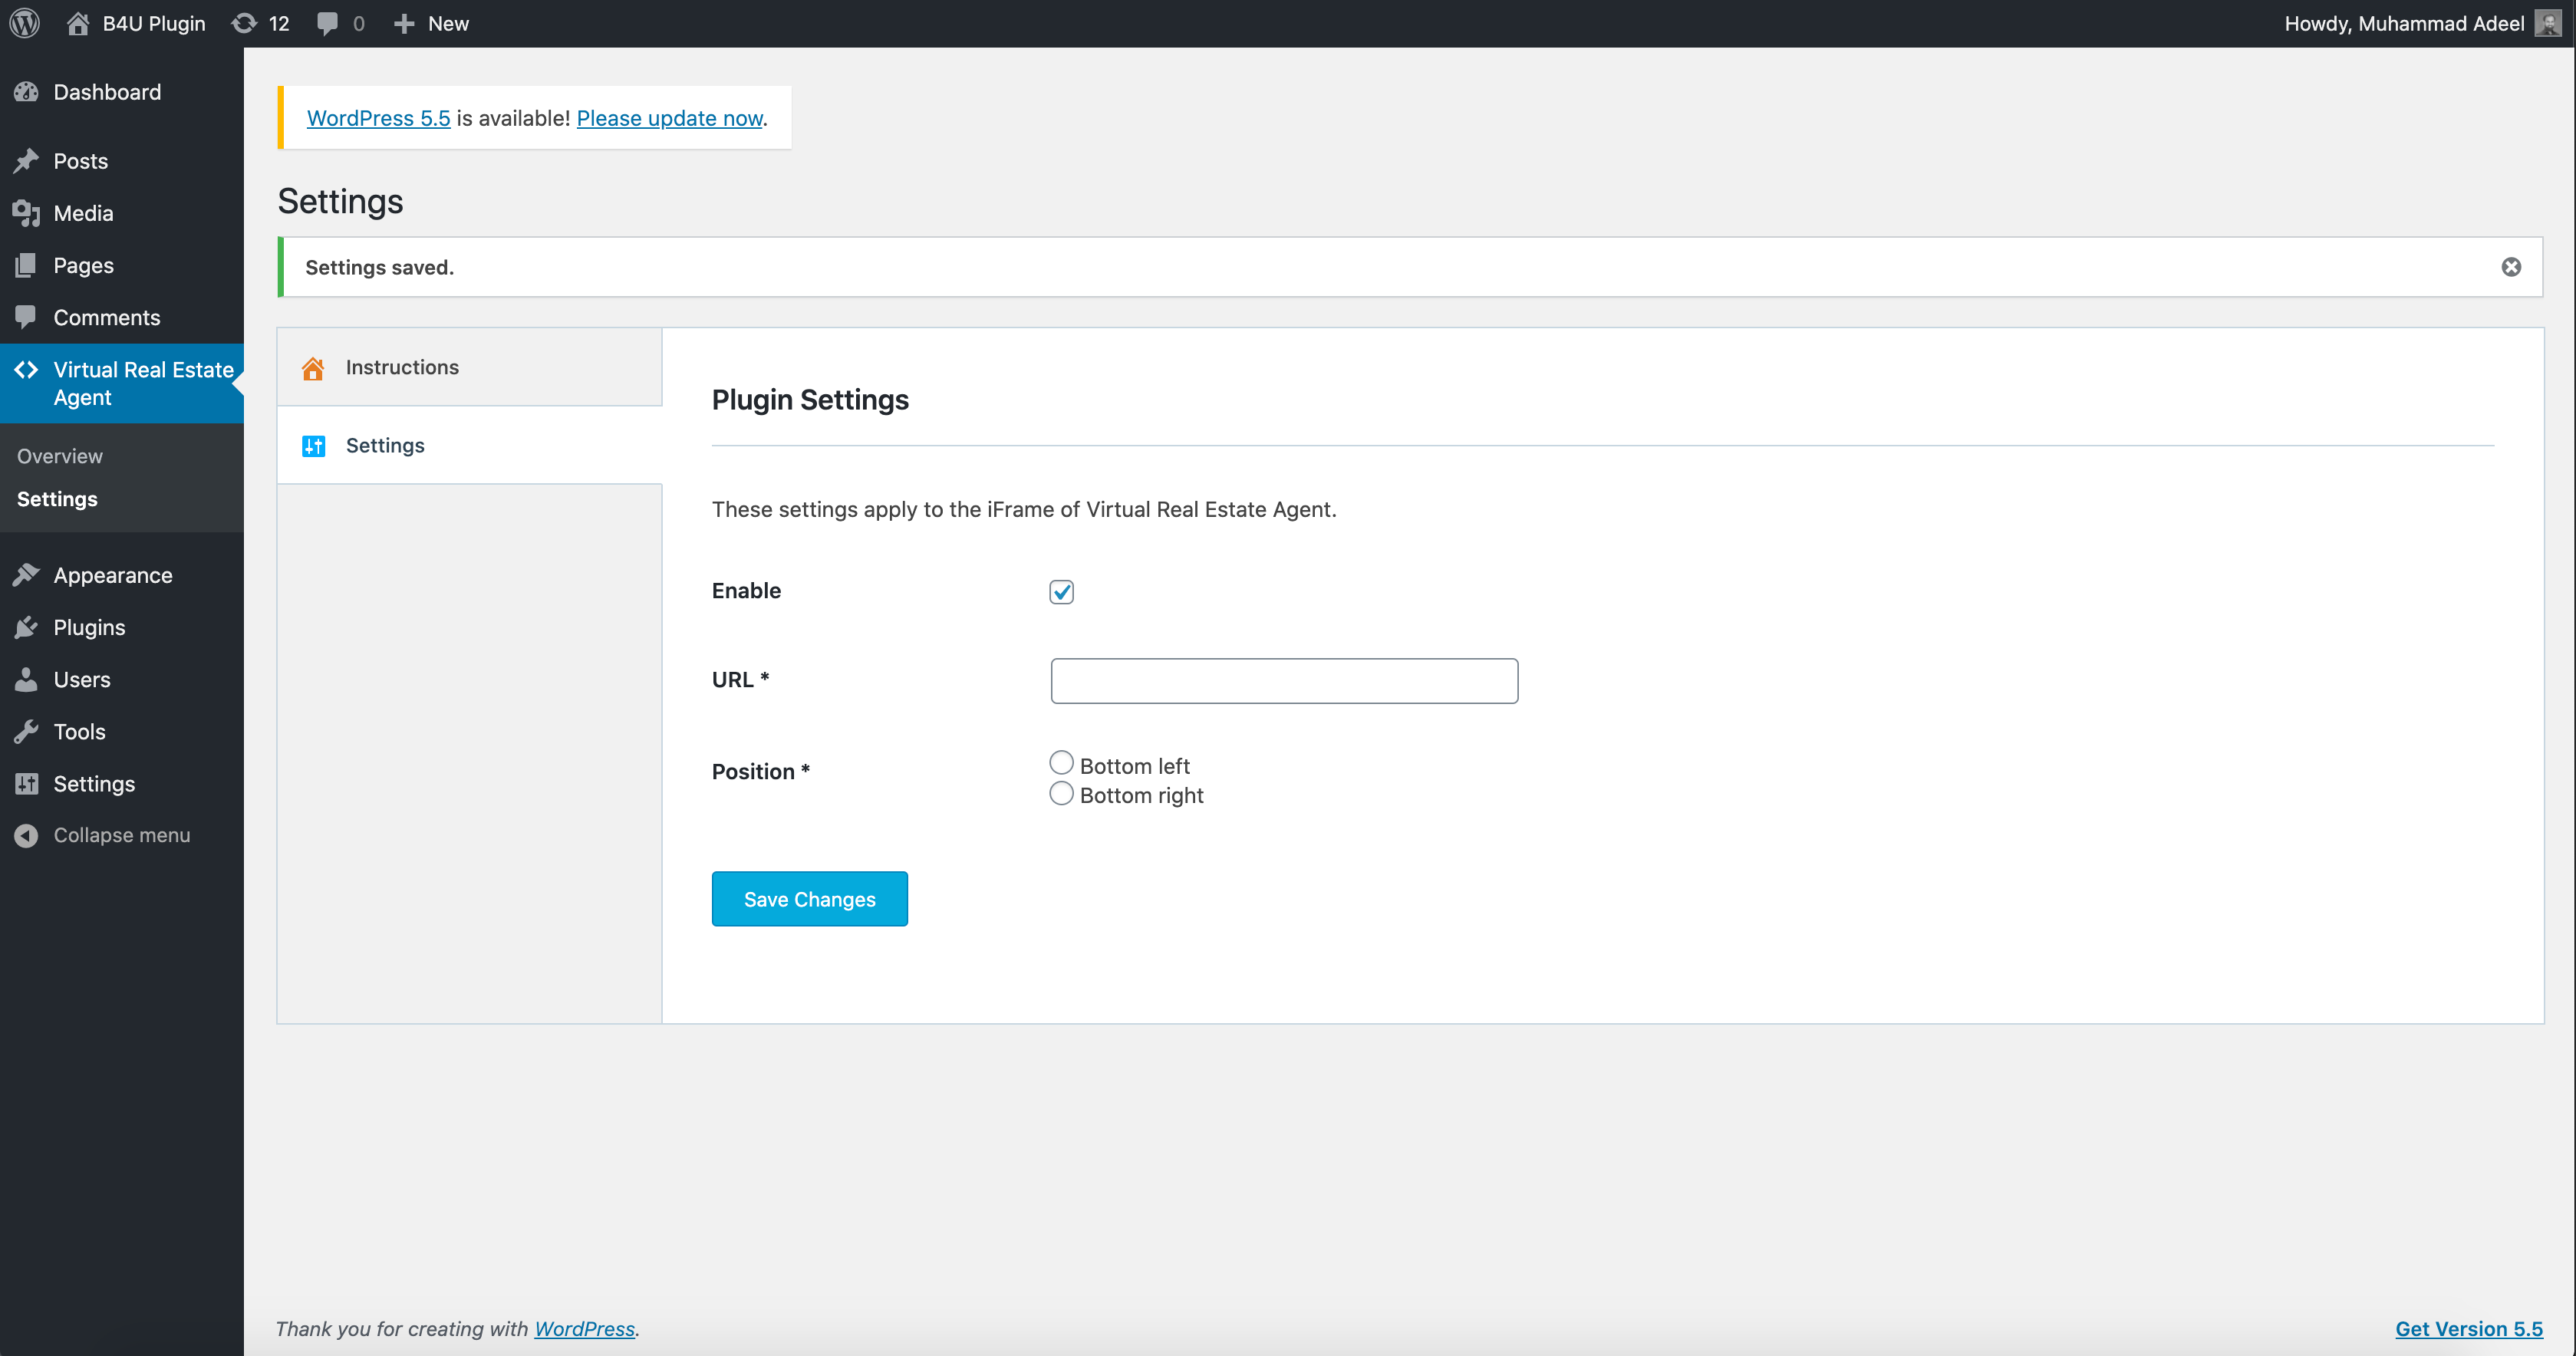 B4U Plugin 12 0 New Howdy, Muhammad Adeel
Dashboard
Posts
Media
Pages
Comments
Virtual Real Estate
Agent
Overview
Settings
Appearance
Plugins
Users
Tools
Settings
Collapse menu
WordPress 5.5 is available! Please update now.
Settings
Settings saved.
Instructions
Settings
Plugin Settings
These settings apply to the iFrame of Virtual Real Estate Agent.
Enable
URL *
Position *
Bottom left
Bottom right
Save Changes
Thank you for creating with WordPress.
Get Version 5.5